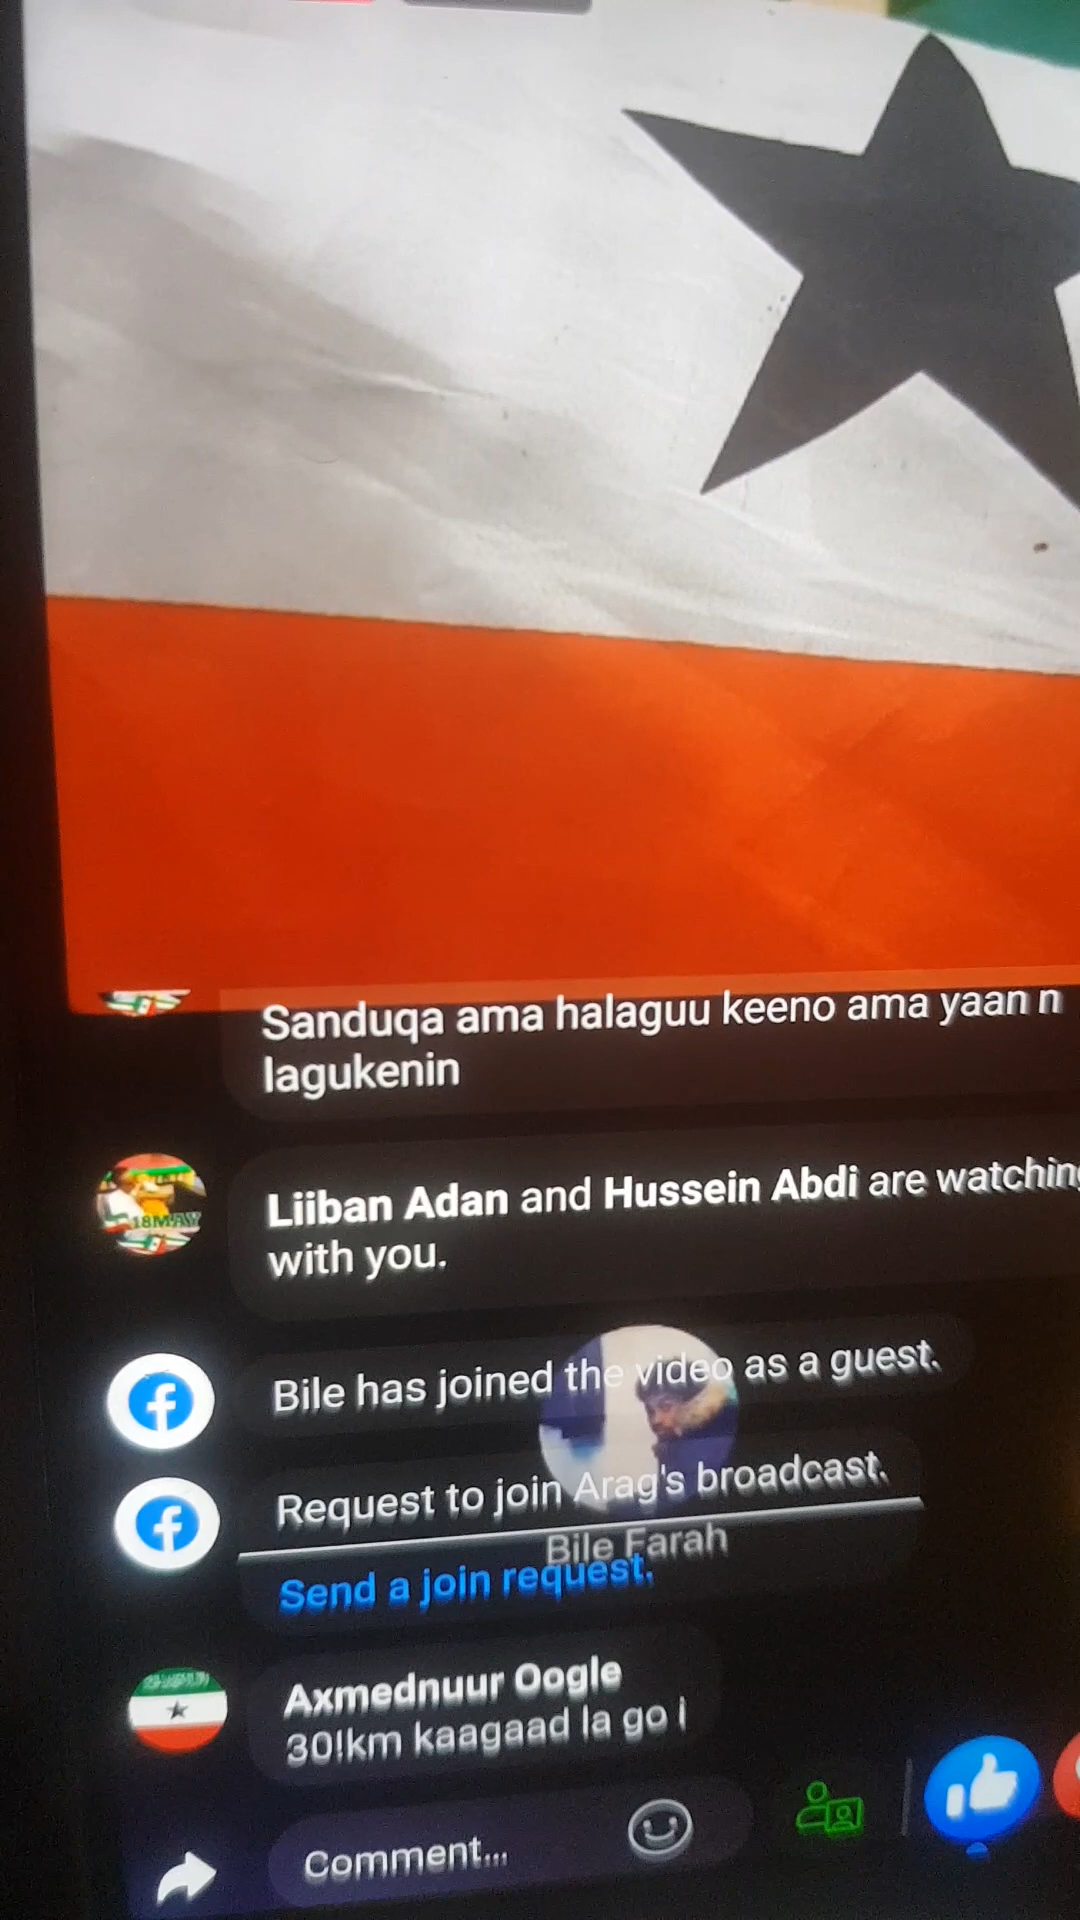 Sanduqa ama halaguu keeno ama yaan n
lagukenin
18MAY
Liiban Adan and Hussein Abdi are watching
with you.
Bile has joined the video as a guest.
Request to join Arag's broadcast.
Bile Farah
Send a join request.
Axmednuur Oogle
30!km kaagaad la go i
Comment...